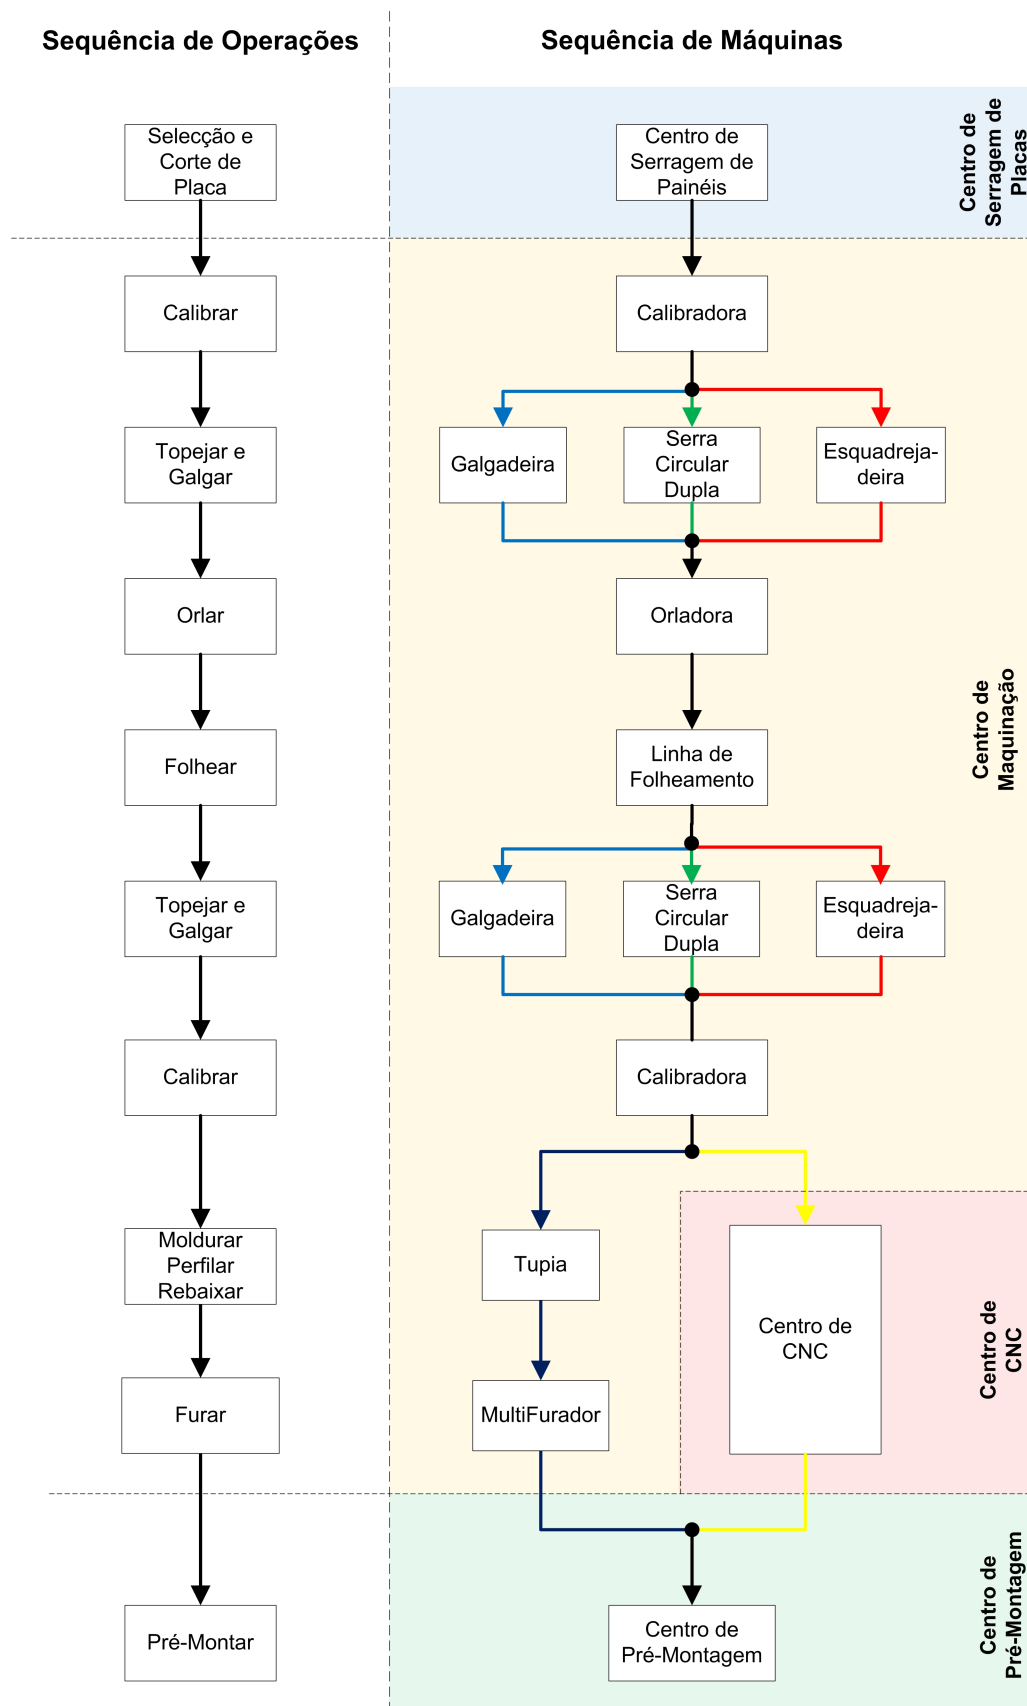 Sequência de Operações
Sequência de Máquinas
Selecção e
Corte de
Placa
Centro de
Serragem de
Painéis
Centro de
Serragem de
Placas
Calibrar
Calibradora
Topejar e
Galgar
Galgadeira
Serra
Circular
Dupla
Esquadreja-
deira
Orlar
Orladora
Folhear
Linha de
Folheamento
Centro de
Maquinação
Topejar e
Galgar
Galgadeira
Serra
Circular
Dupla
Esquadreja-
deira
Calibrar
Calibradora
Moldurar
Perfilar
Rebaixar
Tupia
Centro de
CNC
Centro de
CNC
Furar
MultiFurador
Pré-Montar
Centro de
Pré-Montagem
Centro de
Pré-Montagem